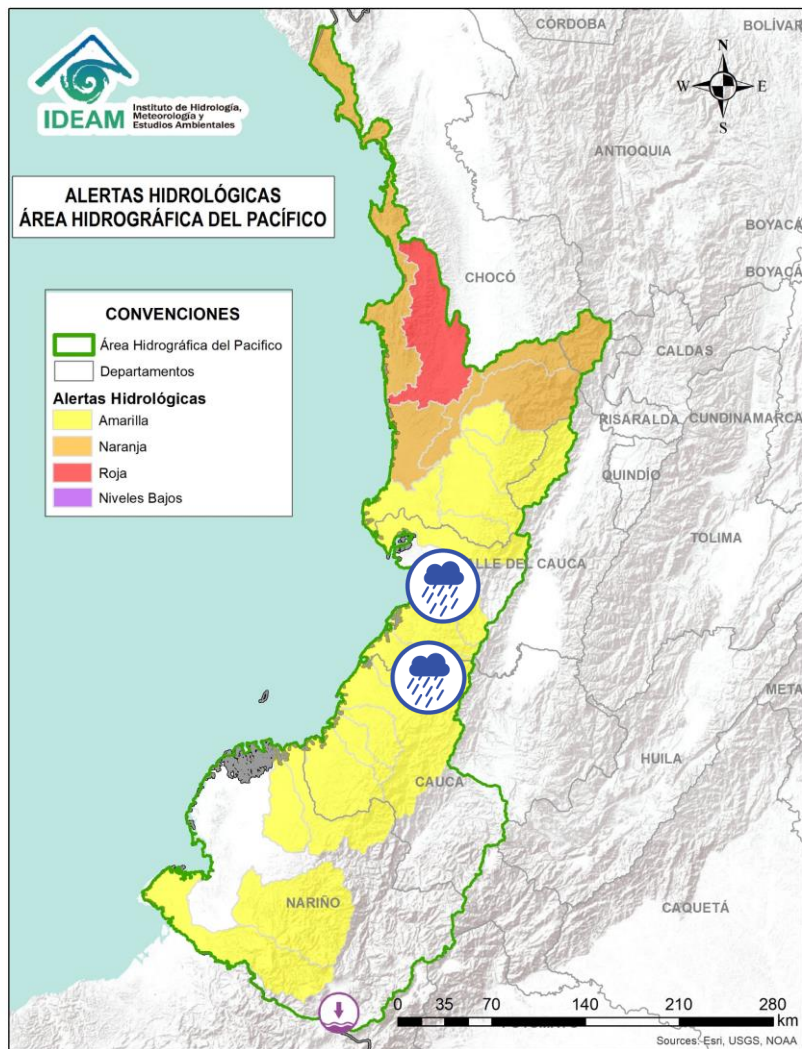 CÓRDOBA
BOLÍVAR
IDEAM
Instituto de Hidrología,
Meteorología y
Estudios Ambientales
N
W
E
S
ANTIOQUIA
ALERTAS HIDROLÓGICAS
ÁREA HIDROGRÁFICA DEL PACÍFICO
BOYACÁ
BOYACÁ
CHOCÓ
CONVENCIONES
Área Hidrográfica del Pacifico
Departamentos
Alertas Hidrológicas
Amarilla
Naranja
Roja
Niveles Bajos
CALDAS
RISARALDA
CUNDINAMARCA
QUINDÍO
TOLIMA
ALLE DEL CAUCA
META
HUILA
CAUCA
NARIÑO
CAQUETÁ
0 35 70 140 210 280
km
Sources: Esri, USGS, NOAA